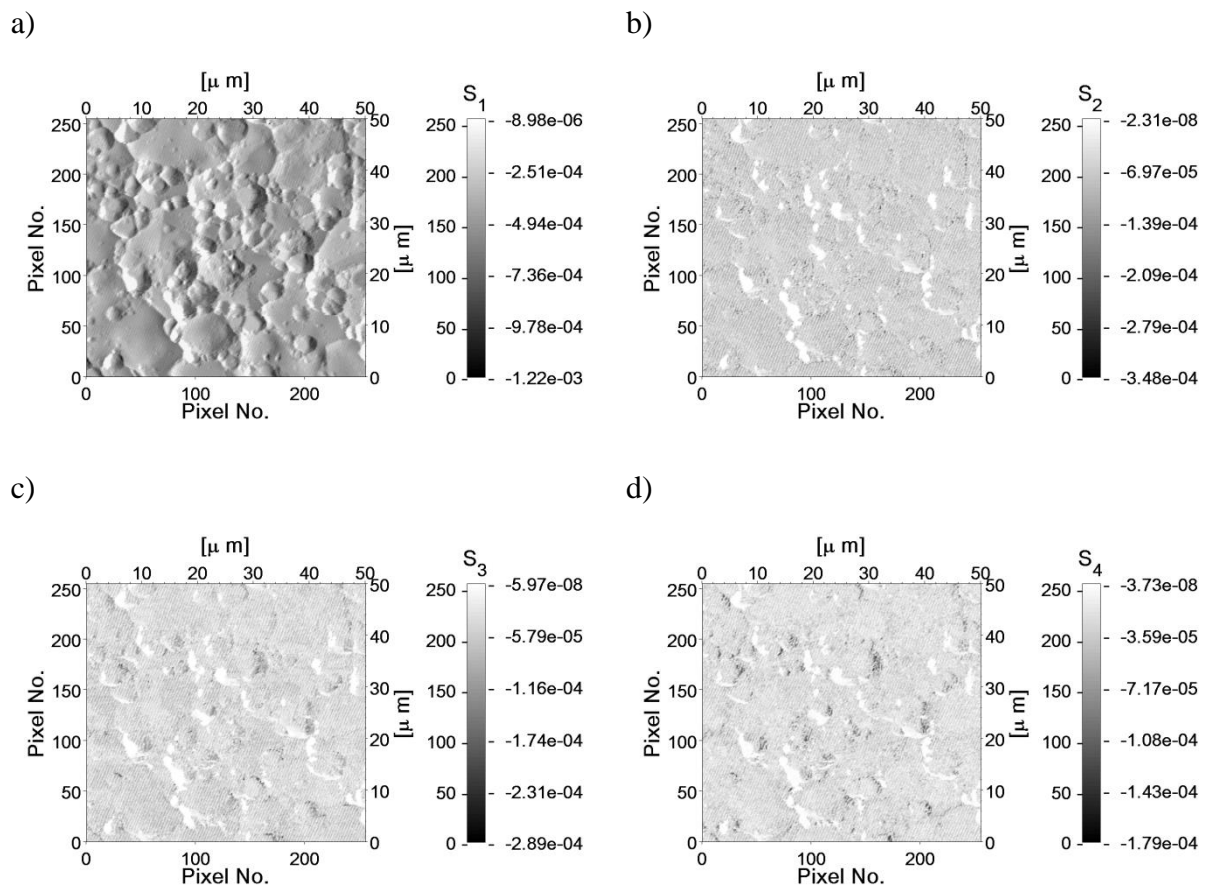 a)
[μ m]
0 10 20 30 40 50
S1
250 200 150 100 50 0
Pixel No.
0 100 200
Pixel No.
50 40 30 20 10 0
[μ m]
250 200 150 100 50 0
-8.98e-06
-2.51e-04
-4.94e-04
-7.36e-04
-9.78e-04
-1.22e-03
b)
[μ m]
0 10 20 30 40 50
S2
250 200 150 100 50 0
Pixel No.
0 100 200
Pixel No.
50 40 30 20 10 0
[μ m]
250 200 150 100 50 0
-2.31e-08
-6.97e-05
-1.39e-04
-2.09e-04
-2.79e-04
-3.48e-04
c)
[μ m]
0 10 20 30 40 50
S3
250 200 150 100 50 0
Pixel No.
0 100 200
Pixel No.
50 40 30 20 10 0
[μ m]
250 200 150 100 50 0
-5.97e-08
-5.79e-05
-1.16e-04
-1.74e-04
-2.31e-04
-2.89e-04
d)
[μ m]
0 10 20 30 40 50
S4
250 200 150 100 50 0
Pixel No.
0 100 200
Pixel No.
50 40 30 20 10 0
[μ m]
250 200 150 100 50 0
-3.73e-08
-3.59e-05
-7.17e-05
-1.08e-04
-1.43e-04
-1.79e-04